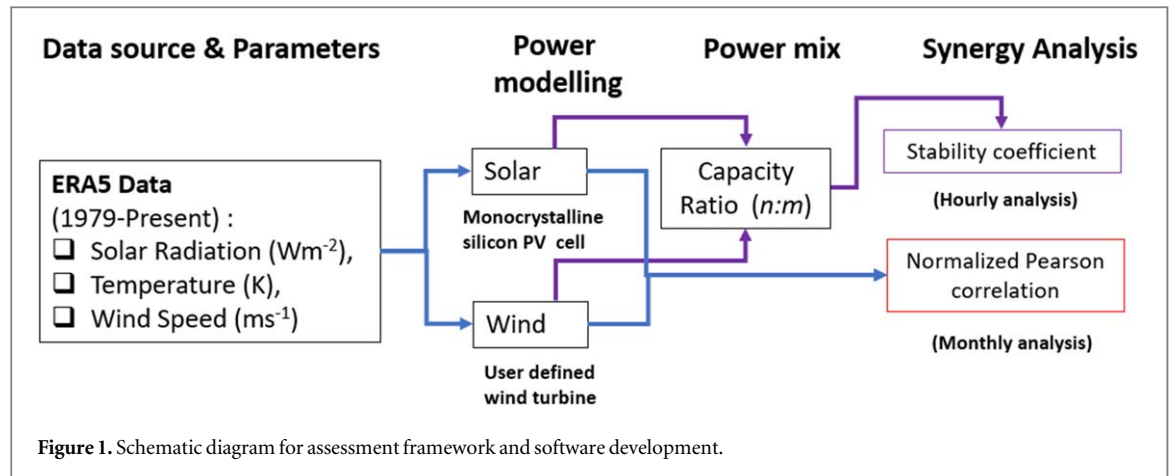 Data source & Parameters
Power
modelling
Power mix
Synergy Analysis
ERA5 Data
(1979-Present) :
❑ Solar Radiation (Wm⁻²),
❑ Temperature (K),
❑ Wind Speed (ms⁻¹)
Solar
Monocrystalline
silicon PV cell
Wind
User defined
wind turbine
Capacity
Ratio (n:m)
Stability coefficient
(Hourly analysis)
Normalized Pearson
correlation
(Monthly analysis)
Figure 1. Schematic diagram for assessment framework and software development.